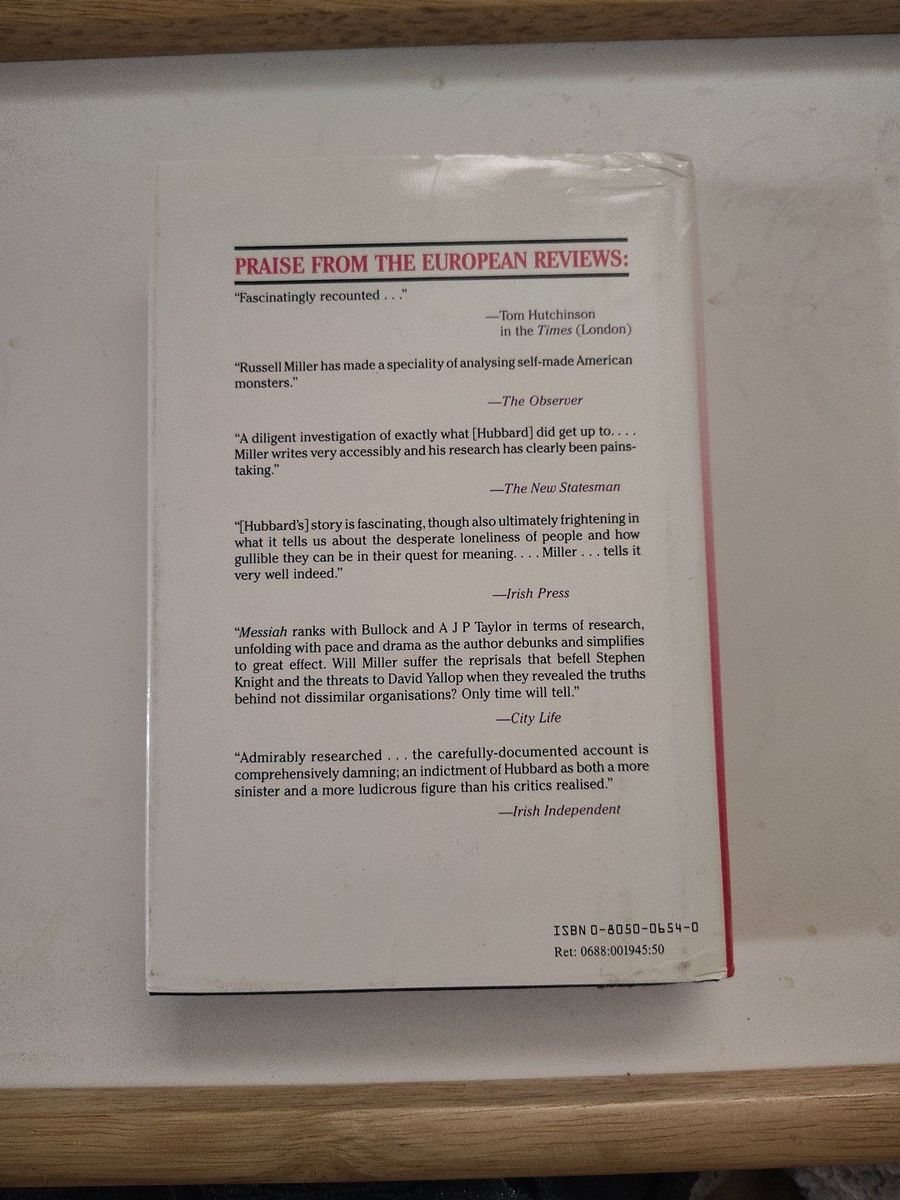 PRAISE FROM THE EUROPEAN REVIEWS:
“Fascinatingly recounted . . .”
—Tom Hutchinson
in the Times (London)
“Russell Miller has made a speciality of analysing self-made American
monsters.”
—The Observer
“A diligent investigation of exactly what [Hubbard] did get up to. . . .
Miller writes very accessibly and his research has clearly been pains-
taking.”
—The New Statesman
“[Hubbard's] story is fascinating, though also ultimately frightening in
what it tells us about the desperate loneliness of people and how
gullible they can be in their quest for meaning. . . . Miller . . . tells it
very well indeed.”
—Irish Press
“Messiah ranks with Bullock and A J P Taylor in terms of research,
unfolding with pace and drama as the author debunks and simplifies
to great effect. Will Miller suffer the reprisals that befell Stephen
Knight and the threats to David Yallop when they revealed the truths
behind not dissimilar organisations? Only time will tell.”
—City Life
“Admirably researched . . . the carefully-documented account is
comprehensively damning; an indictment of Hubbard as both a more
sinister and a more ludicrous figure than his critics realised.”
—Irish Independent
ISBN 0-8050-0654-0
Ret: 0688:001945:50